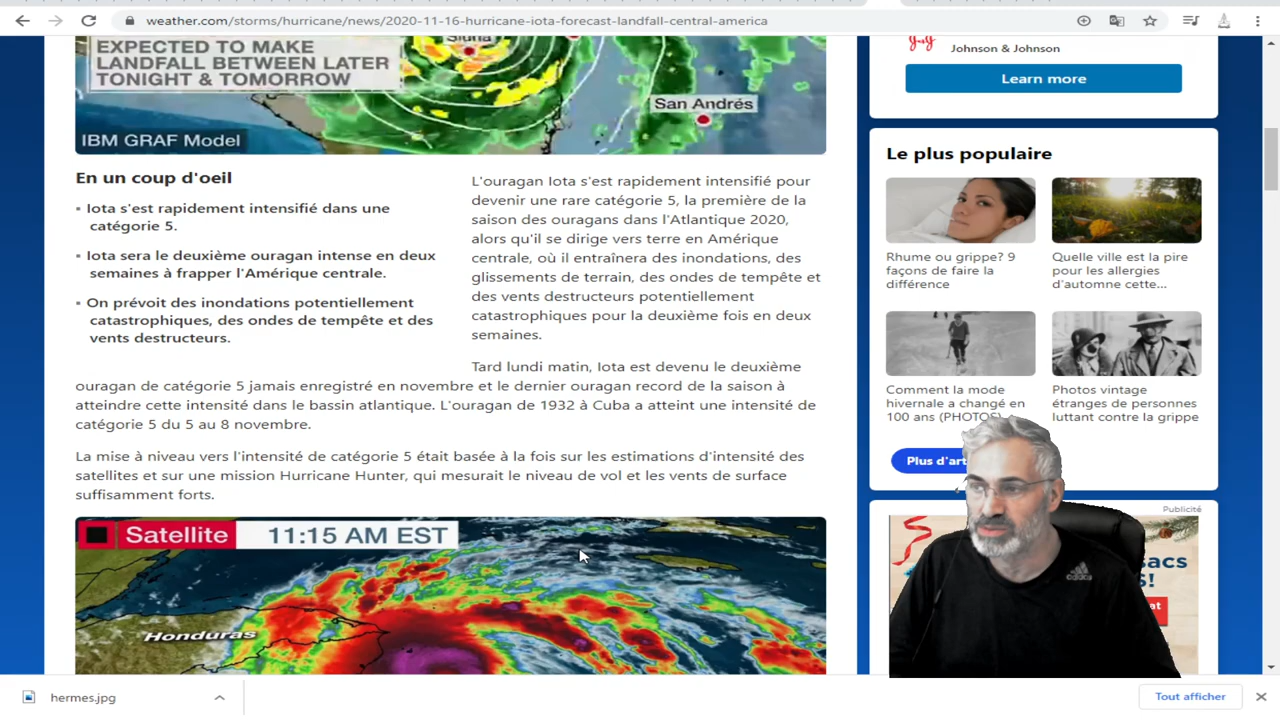 weather.com/storms/hurricane/news/2020-11-16-hurricane-iota-forecast-landfall-central-america
EXPECTED TO MAKE
LANDFALL BETWEEN LATER
TONIGHT & TOMORROW
San Andrés
IBM GRAF Model
En un coup d'oeil
▪ Iota s'est rapidement intensifié dans une
catégorie 5.
▪ Iota sera le deuxième ouragan intense en deux
semaines à frapper l'Amérique centrale.
▪ On prévoit des inondations potentiellement
catastrophiques, des ondes de tempête et des
vents destructeurs.
L'ouragan Iota s'est rapidement intensifié pour
devenir une rare catégorie 5, la première de la
saison des ouragans dans l'Atlantique 2020,
alors qu'il se dirige vers terre en Amérique
centrale, où il entraînera des inondations, des
glissements de terrain, des ondes de tempête et
des vents destructeurs potentiellement
catastrophiques pour la deuxième fois en deux
semaines.
Tard lundi matin, Iota est devenu le deuxième
ouragan de catégorie 5 jamais enregistré en novembre et le dernier ouragan record de la saison à
atteindre cette intensité dans le bassin atlantique. L'ouragan de 1932 à Cuba a atteint une intensité de
catégorie 5 du 5 au 8 novembre.
La mise à niveau vers l'intensité de catégorie 5 était basée à la fois sur les estimations d'intensité des
satellites et sur une mission Hurricane Hunter, qui mesurait le niveau de vol et les vents de surface
suffisamment forts.
Satellite 11:15 AM EST
Honduras
Johnson & Johnson
Learn more
Le plus populaire
Rhume ou grippe? 9
façons de faire la
différence
Quelle ville est la pire
pour les allergies
d'automne cette...
Comment la mode
hivernale a changé en
100 ans (PHOTOS)
Photos vintage
étranges de personnes
luttant contre la grippe
Plus d'art
Publicité
adidas
hermes.jpg
Tout afficher